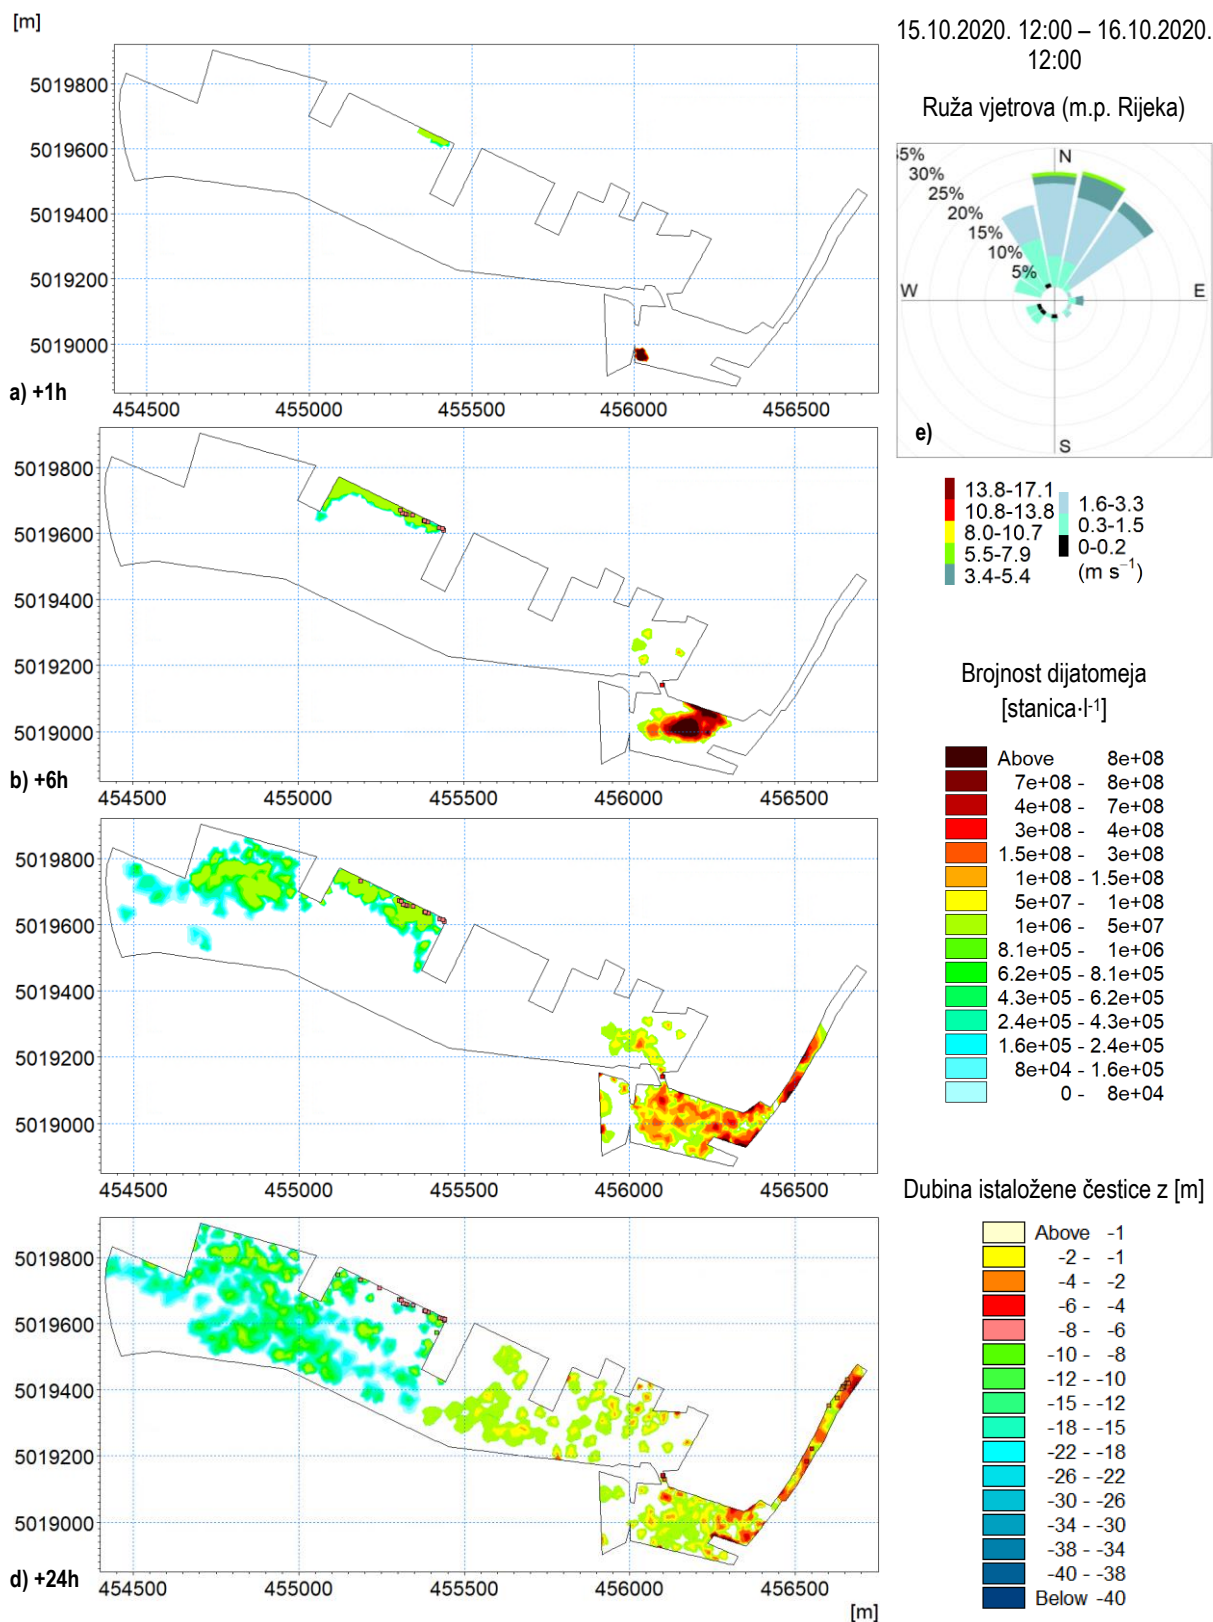 [m]
5019800
5019600
5019400
5019200
5019000
a) +1h
454500 455000 455500 456000 456500
5019800
5019600
5019400
5019200
5019000
b) +6h
454500 455000 455500 456000 456500
5019800
5019600
5019400
5019200
5019000
454500 455000 455500 456000 456500
5019800
5019600
5019400
5019200
5019000
d) +24h
454500 455000 455500 456000 456500
[m]
15.10.2020. 12:00 – 16.10.2020.
12:00
Ruža vjetrova (m.p. Rijeka)
N
30%
25%
20%
15%
10%
5%
W E
S
e)
13.8-17.1
10.8-13.8
8.0-10.7
5.5-7.9
3.4-5.4
1.6-3.3
0.3-1.5
0-0.2
(m s⁻¹)
Brojnost dijatomeja
[stanica·l⁻¹]
Above 8e+08
7e+08 - 8e+08
4e+08 - 7e+08
3e+08 - 4e+08
1.5e+08 - 3e+08
1e+08 - 1.5e+08
5e+07 - 1e+08
1e+06 - 5e+07
8.1e+05 - 1e+06
6.2e+05 - 8.1e+05
4.3e+05 - 6.2e+05
2.4e+05 - 4.3e+05
1.6e+05 - 2.4e+05
8e+04 - 1.6e+05
0 - 8e+04
Dubina istaložene čestice z [m]
Above -1
-2 - -1
-4 - -2
-6 - -4
-8 - -6
-10 - -8
-12 - -10
-15 - -12
-18 - -15
-22 - -18
-26 - -22
-30 - -26
-34 - -30
-38 - -34
-40 - -38
Below -40